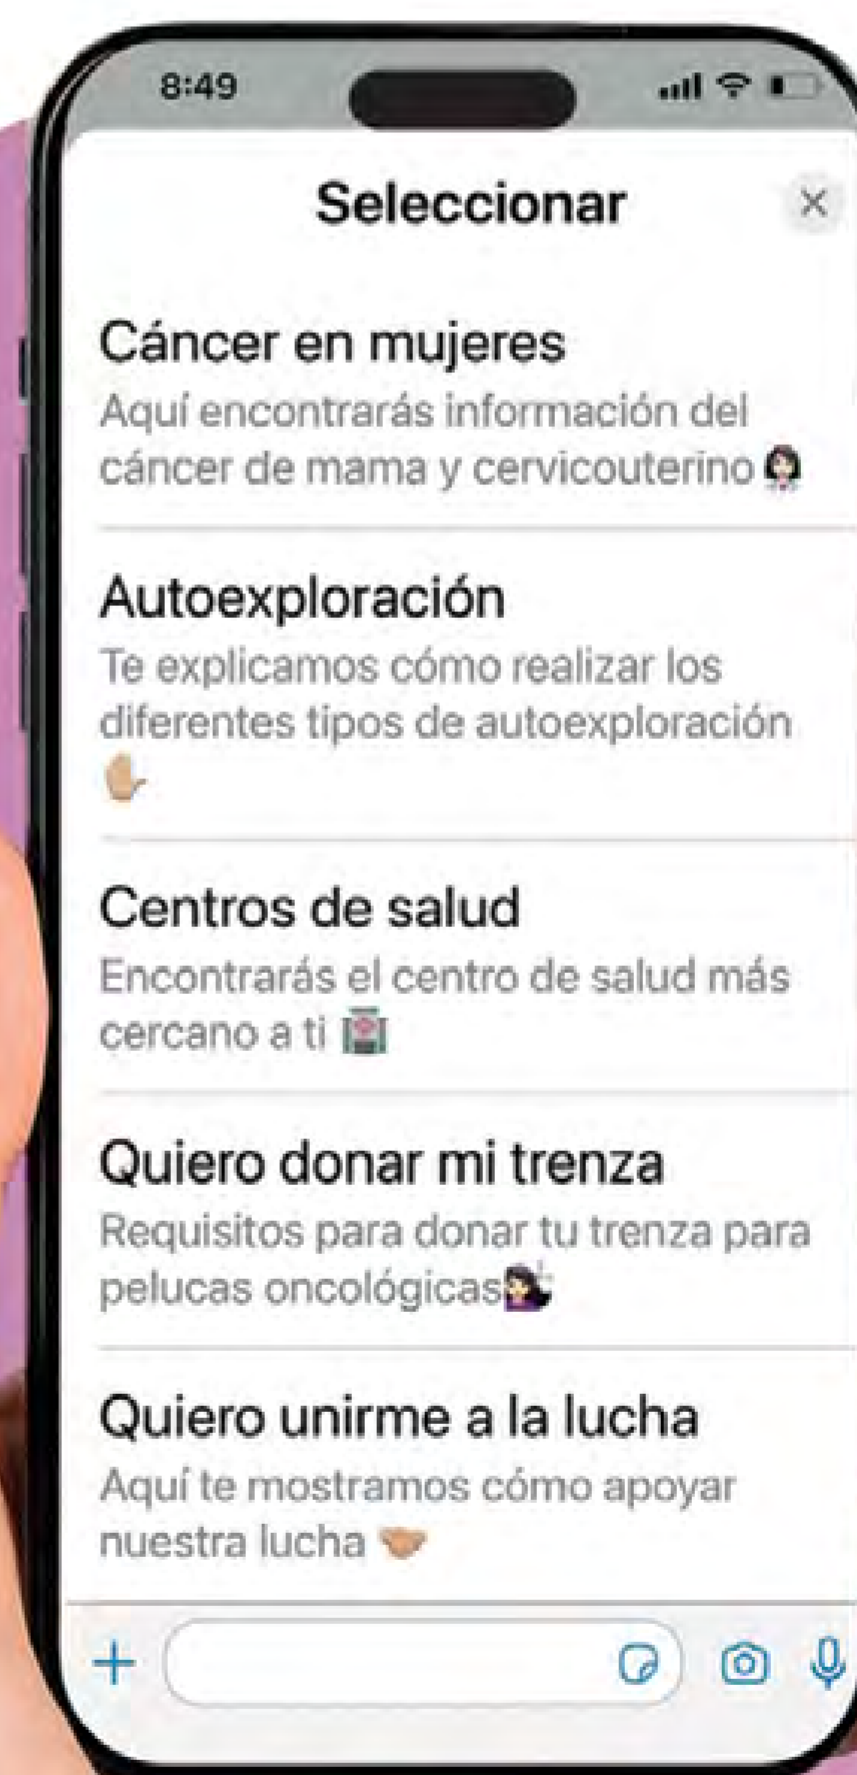 8:49
Seleccionar
Cáncer en mujeres
Aquí encontrarás información del
cáncer de mama y cervicouterino 👩🏻‍⚕️
Autoexploración
Te explicamos cómo realizar los
diferentes tipos de autoexploración
🤚🏼
Centros de salud
Encontrarás el centro de salud más
cercano a ti 🏥
Quiero donar mi trenza
Requisitos para donar tu trenza para
pelucas oncológicas💇🏻‍♀️
Quiero unirme a la lucha
Aquí te mostramos cómo apoyar
nuestra lucha 🤝🏼